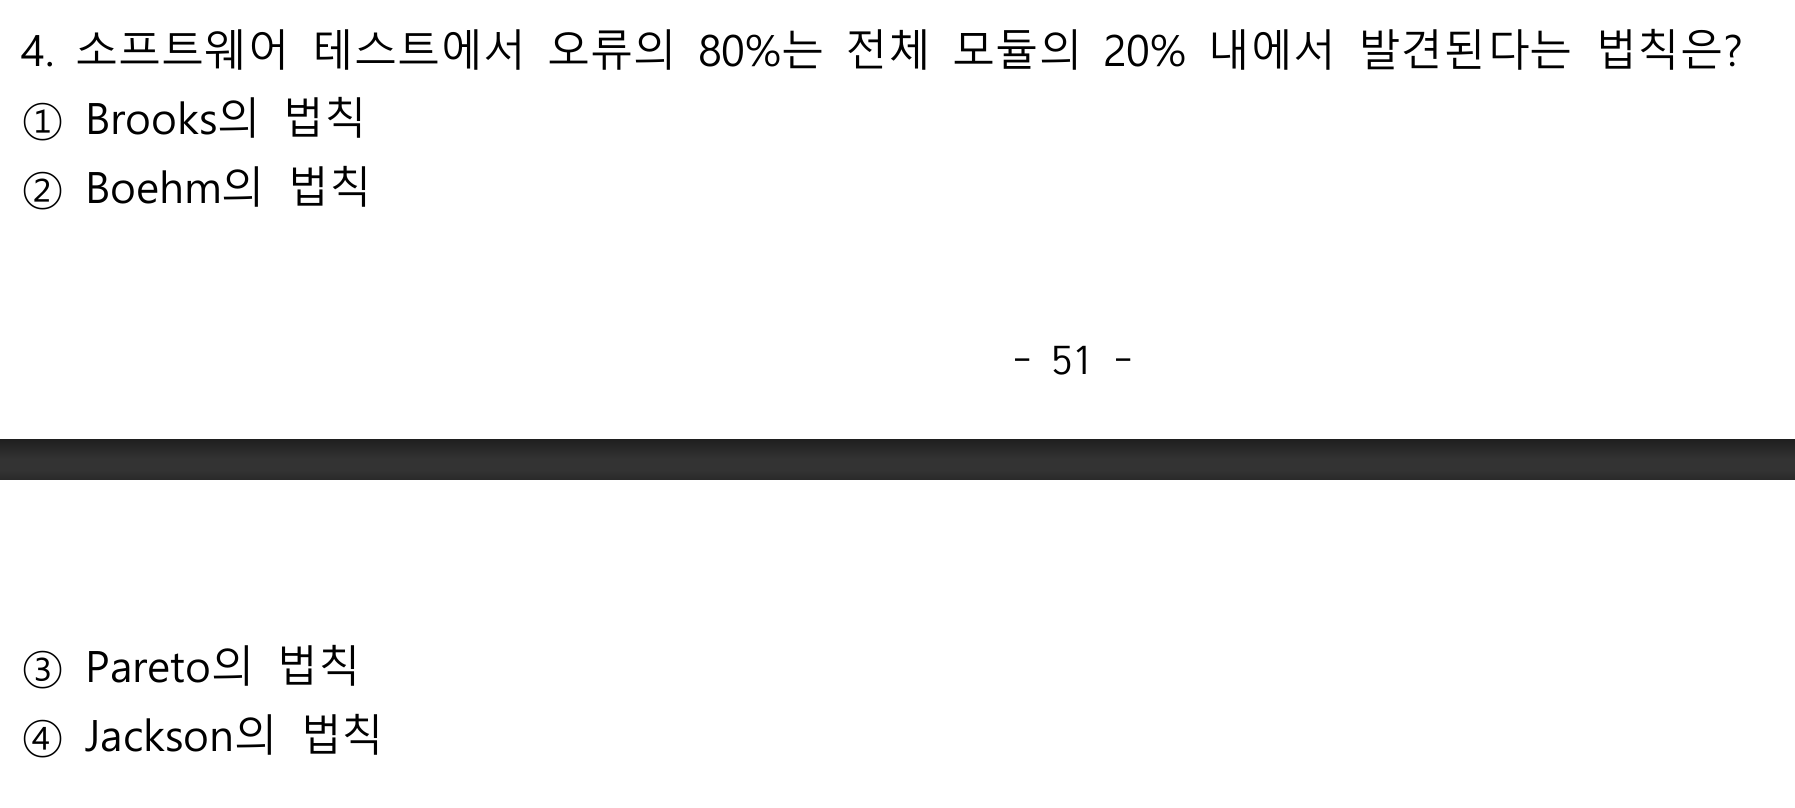 4. 소프트웨어 테스트에서 오류의 80%는 전체 모듈의 20% 내에서 발견된다는 법칙은?
① Brooks의 법칙
② Boehm의 법칙
- 51 -
③ Pareto의 법칙
④ Jackson의 법칙